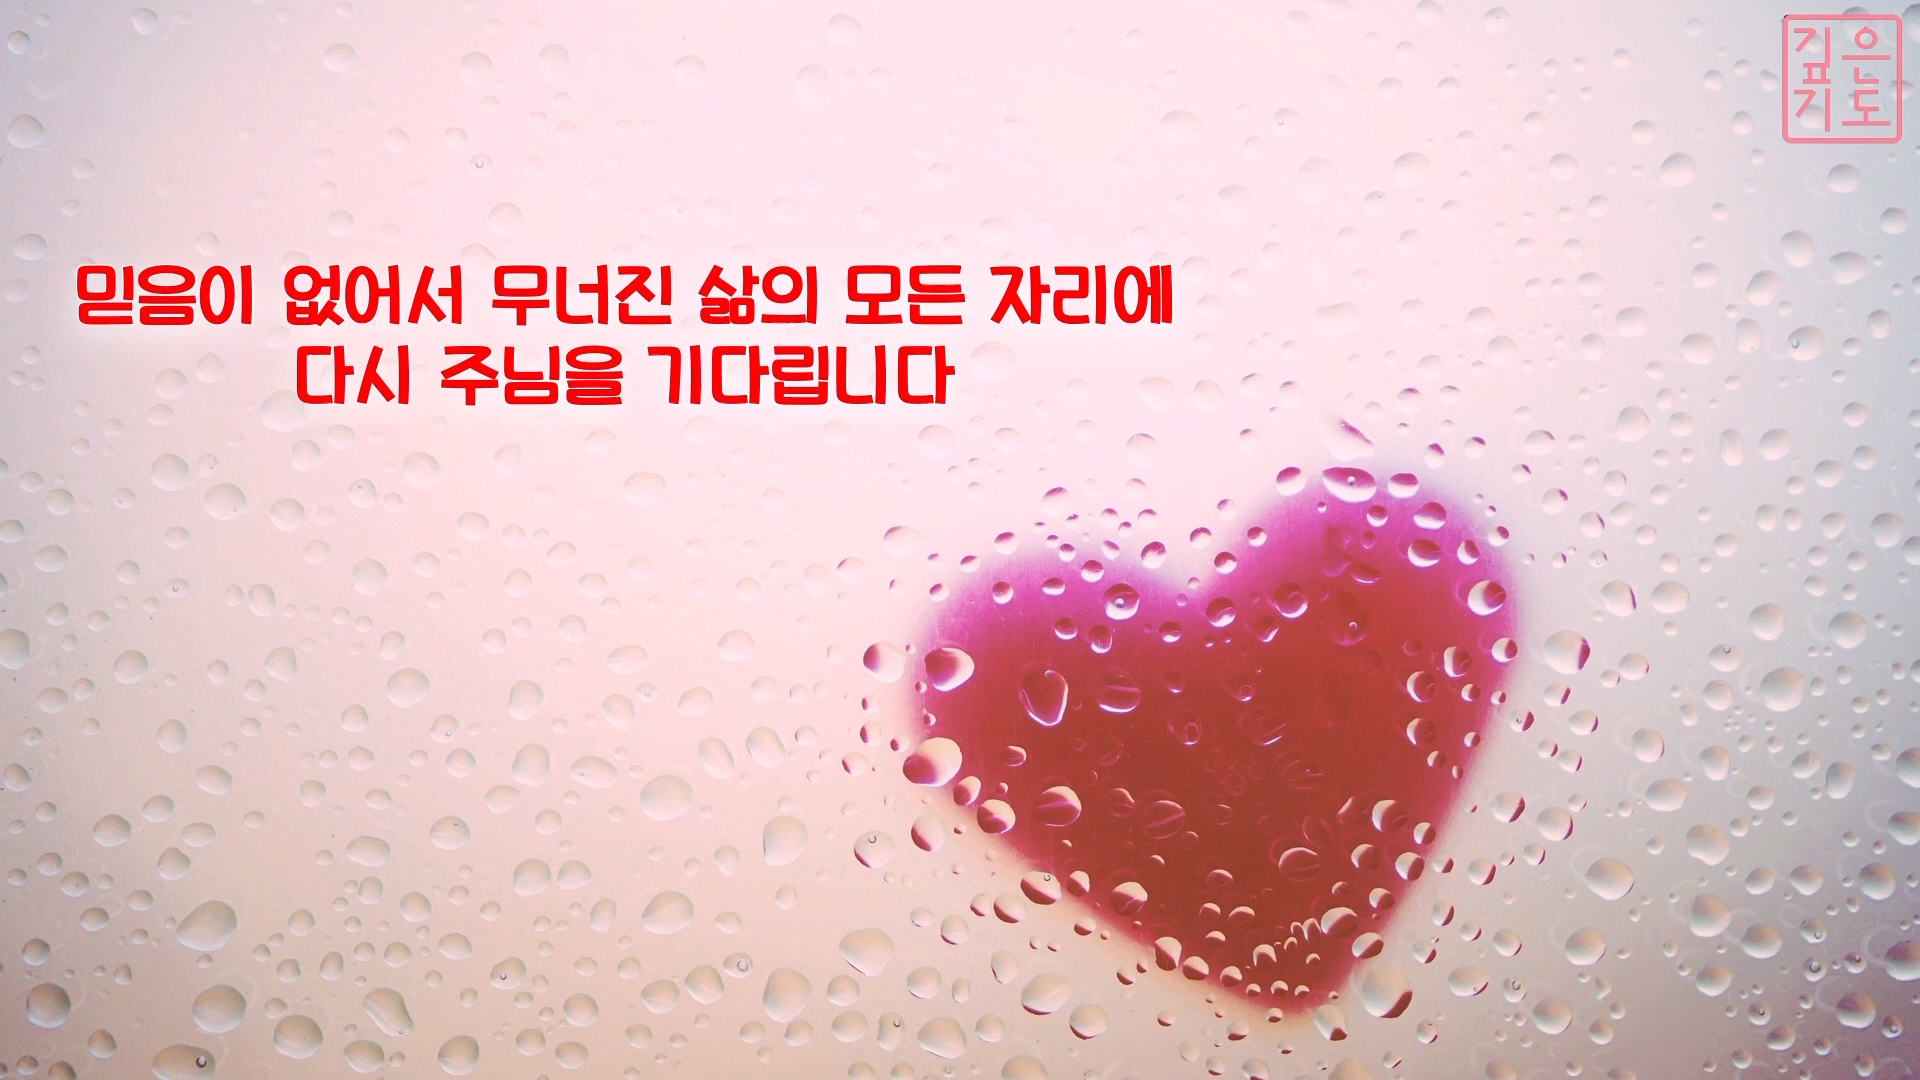 믿음이 없어서 무너진 삶의 모든 자리에
다시 주님을 기다립니다
깊은
기도